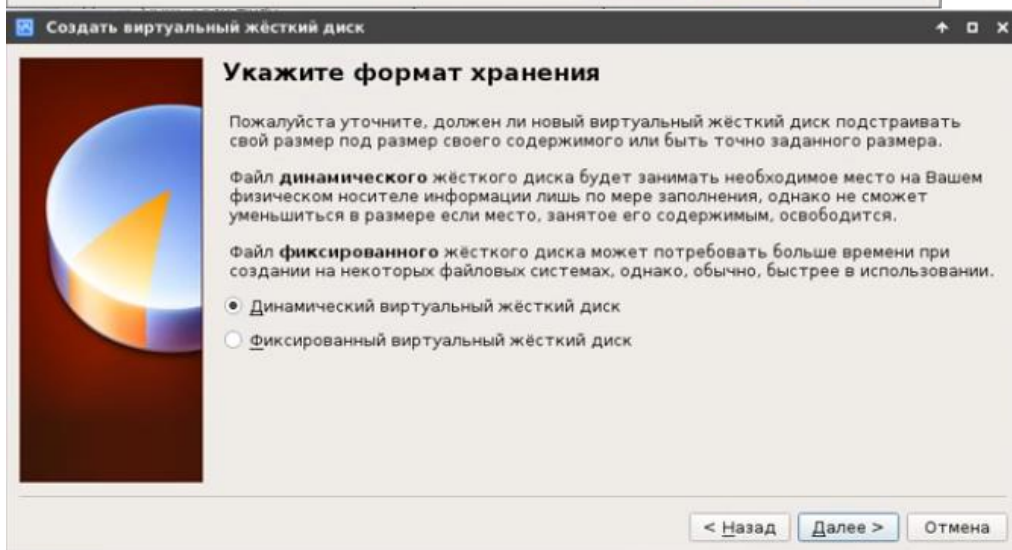 Создать виртуальный жёсткий диск
Укажите формат хранения
Пожалуйста уточните, должен ли новый виртуальный жёсткий диск подстраивать
свой размер под размер своего содержимого или быть точно заданного размера.
Файл динамического жёсткого диска будет занимать необходимое место на Вашем
физическом носителе информации лишь по мере заполнения, однако не сможет
уменьшиться в размере если место, занятое его содержимым, освободится.
Файл фиксированного жёсткого диска может потребовать больше времени при
создании на некоторых файловых системах, однако, обычно, быстрее в использовании.
Динамический виртуальный жёсткий диск
Фиксированный виртуальный жёсткий диск
< Назад Далее > Отмена